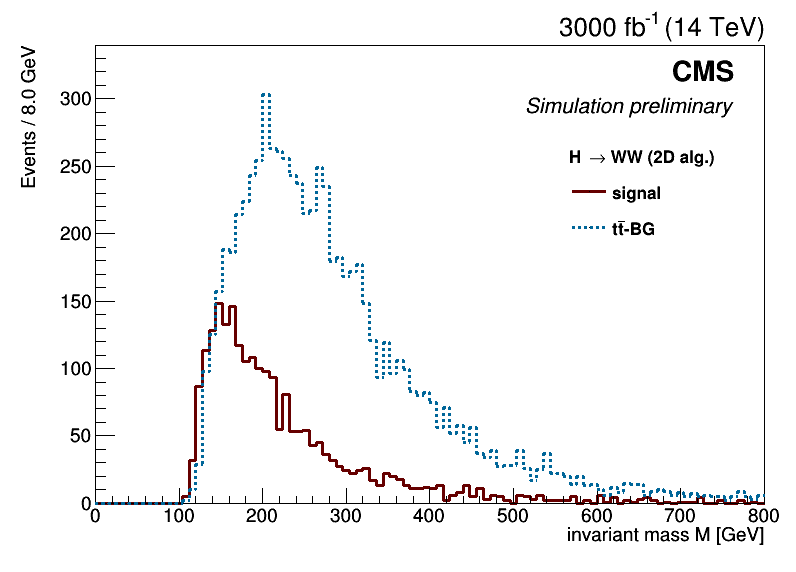 3000 fb⁻¹ (14 TeV)
CMS
Simulation preliminary
H → WW (2D alg.)
signal
tt̄-BG
Events / 8.0 GeV
300
250
200
150
100
50
0
0 100 200 300 400 500 600 700 800
invariant mass M [GeV]